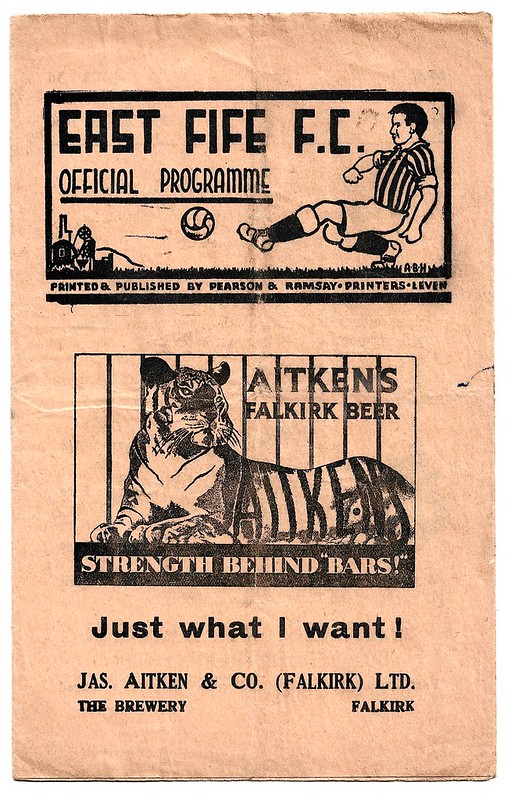 EAST FIFE F.C.
OFFICIAL PROGRAMME
A·B·H
PRINTED & PUBLISHED BY PEARSON & RAMSAY·PRINTERS·LEVEN
AITKEN'S
FALKIRK BEER
AITKEN'S
STRENGTH BEHIND "BARS!"
Just what I want!
JAS. AITKEN & CO. (FALKIRK) LTD.
THE BREWERY FALKIRK